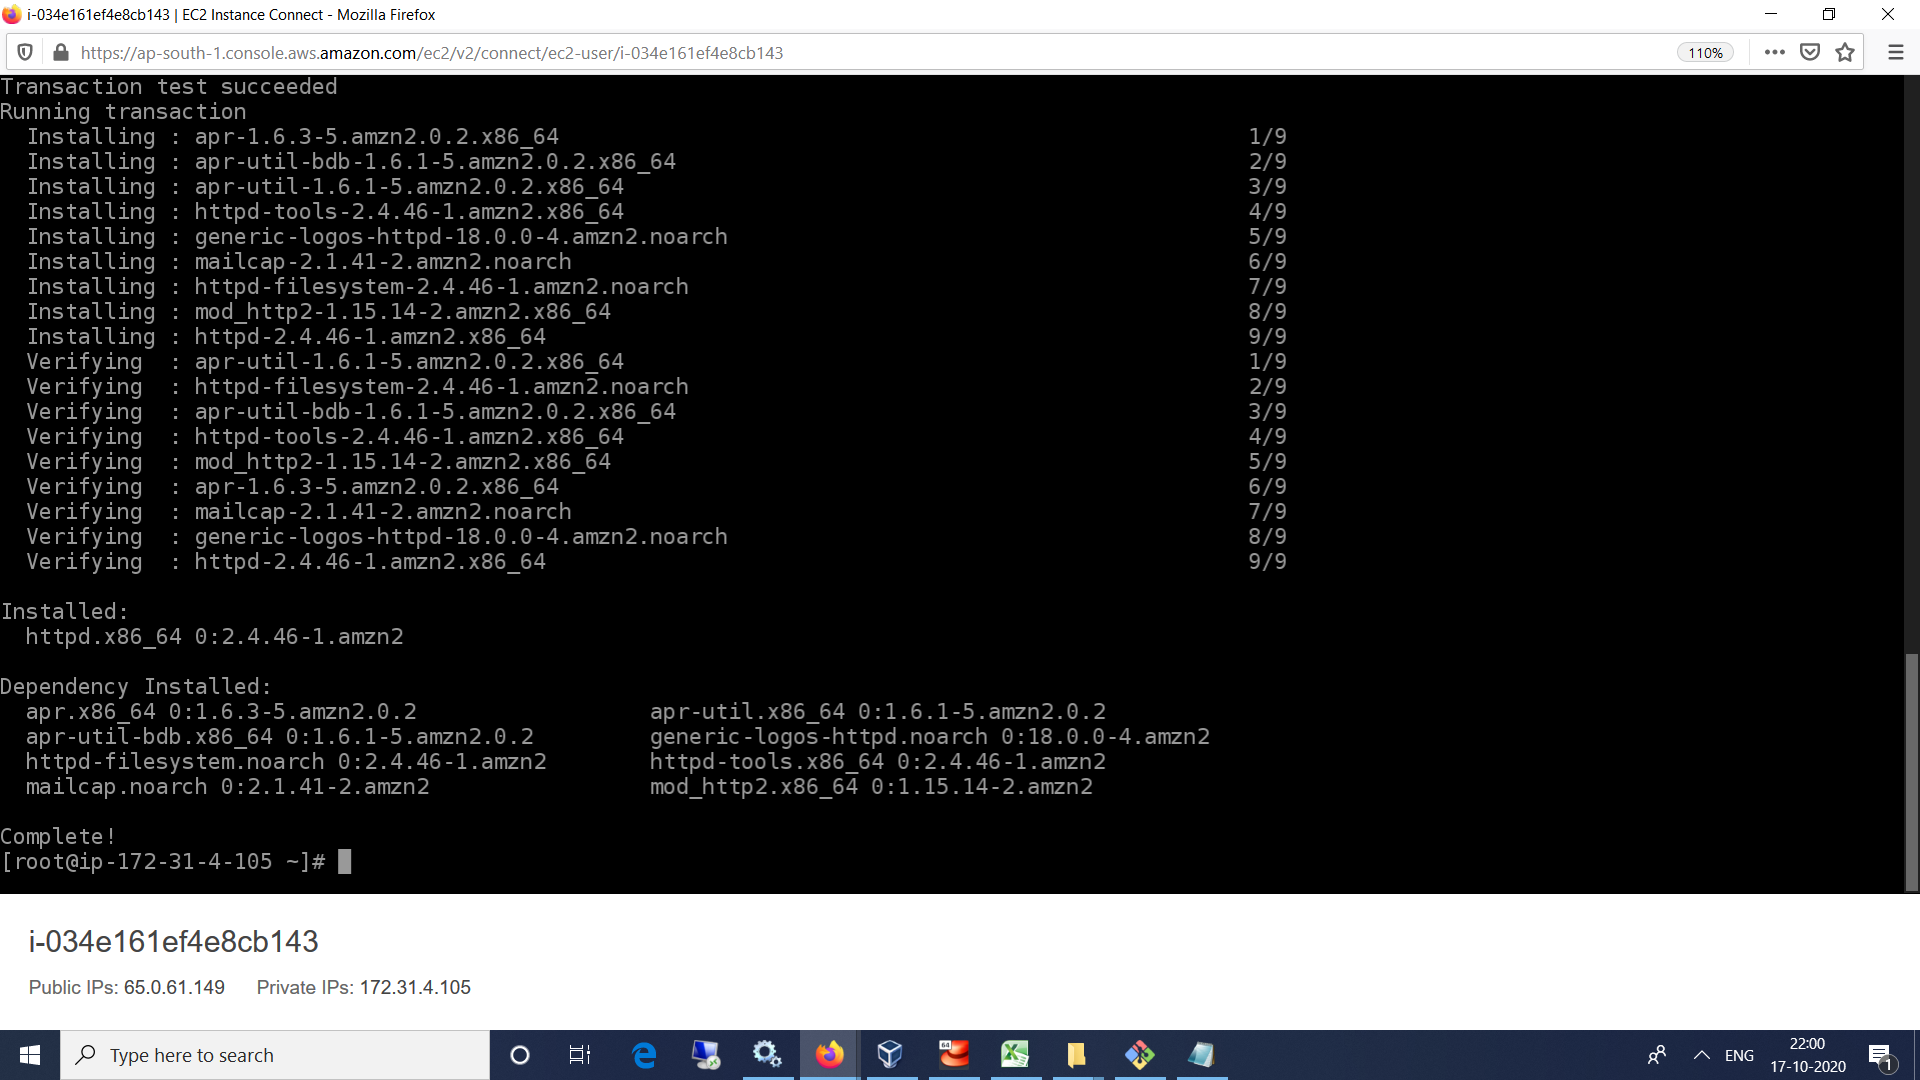 i-034e161ef4e8cb143 | EC2 Instance Connect - Mozilla Firefox
https://ap-south-1.console.aws.amazon.com/ec2/v2/connect/ec2-user/i-034e161ef4e8cb143 110%
Transaction test succeeded
Running transaction
Installing : apr-1.6.3-5.amzn2.0.2.x86_64 1/9
Installing : apr-util-bdb-1.6.1-5.amzn2.0.2.x86_64 2/9
Installing : apr-util-1.6.1-5.amzn2.0.2.x86_64 3/9
Installing : httpd-tools-2.4.46-1.amzn2.x86_64 4/9
Installing : generic-logos-httpd-18.0.0-4.amzn2.noarch 5/9
Installing : mailcap-2.1.41-2.amzn2.noarch 6/9
Installing : httpd-filesystem-2.4.46-1.amzn2.noarch 7/9
Installing : mod_http2-1.15.14-2.amzn2.x86_64 8/9
Installing : httpd-2.4.46-1.amzn2.x86_64 9/9
Verifying : apr-util-1.6.1-5.amzn2.0.2.x86_64 1/9
Verifying : httpd-filesystem-2.4.46-1.amzn2.noarch 2/9
Verifying : apr-util-bdb-1.6.1-5.amzn2.0.2.x86_64 3/9
Verifying : httpd-tools-2.4.46-1.amzn2.x86_64 4/9
Verifying : mod_http2-1.15.14-2.amzn2.x86_64 5/9
Verifying : apr-1.6.3-5.amzn2.0.2.x86_64 6/9
Verifying : mailcap-2.1.41-2.amzn2.noarch 7/9
Verifying : generic-logos-httpd-18.0.0-4.amzn2.noarch 8/9
Verifying : httpd-2.4.46-1.amzn2.x86_64 9/9
Installed:
httpd.x86_64 0:2.4.46-1.amzn2
Dependency Installed:
apr.x86_64 0:1.6.3-5.amzn2.0.2 apr-util.x86_64 0:1.6.1-5.amzn2.0.2
apr-util-bdb.x86_64 0:1.6.1-5.amzn2.0.2 generic-logos-httpd.noarch 0:18.0.0-4.amzn2
httpd-filesystem.noarch 0:2.4.46-1.amzn2 httpd-tools.x86_64 0:2.4.46-1.amzn2
mailcap.noarch 0:2.1.41-2.amzn2 mod_http2.x86_64 0:1.15.14-2.amzn2
Complete!
[root@ip-172-31-4-105 ~]#
i-034e161ef4e8cb143
Public IPs: 65.0.61.149 Private IPs: 172.31.4.105
Type here to search
64
ENG
22:00
17-10-2020
1